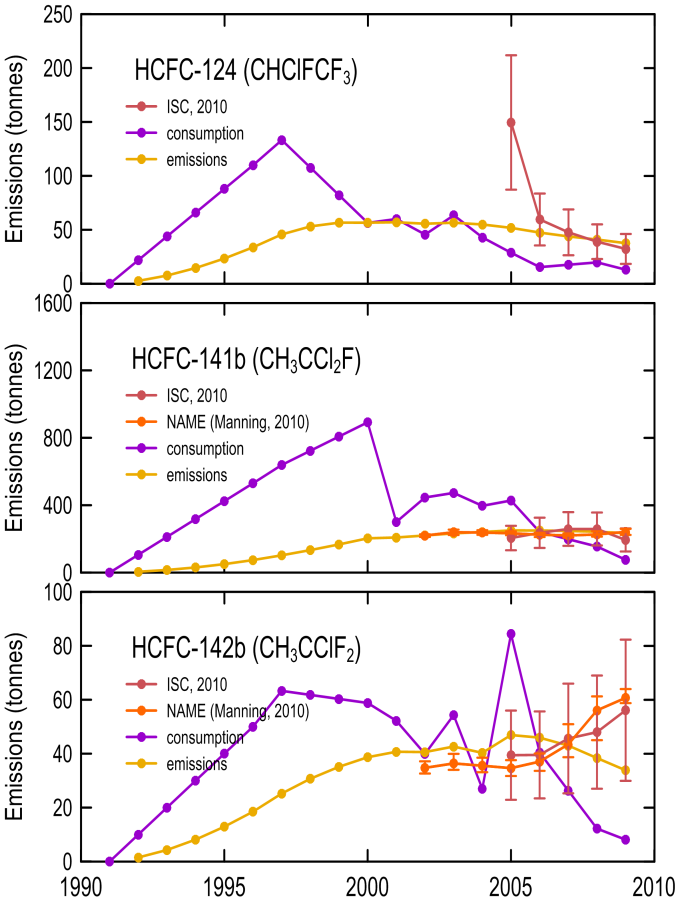 250
200
150
100
50
0
Emissions (tonnes)
HCFC-124 (CHClFCF3)
ISC, 2010
consumption
emissions
1600
1200
800
400
0
Emissions (tonnes)
HCFC-141b (CH3CCl2F)
ISC, 2010
NAME (Manning, 2010)
consumption
emissions
100
80
60
40
20
0
Emissions (tonnes)
HCFC-142b (CH3CClF2)
ISC, 2010
NAME (Manning, 2010)
consumption
emissions
1990 1995 2000 2005 2010